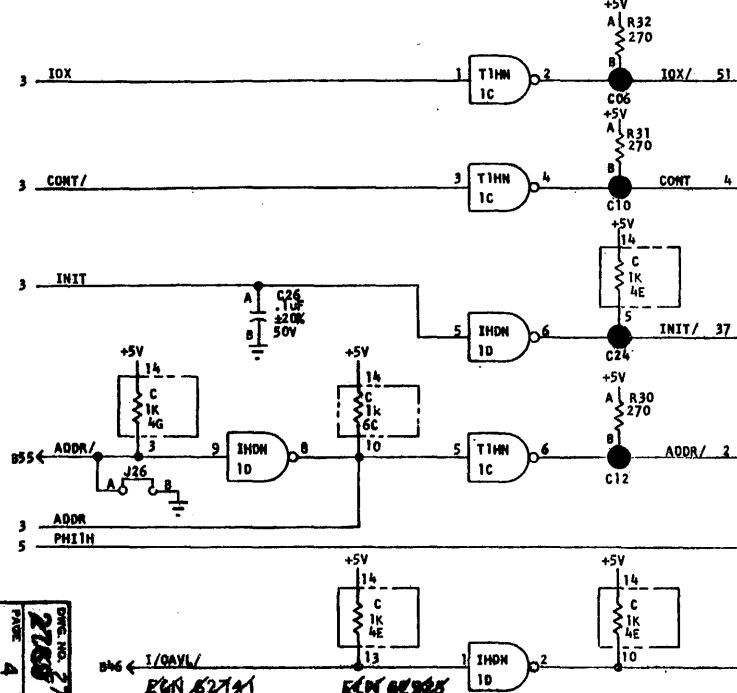 +5V
A R32
270
B
3 IOX 1 T1HN 2 IOX/ 51
1C
C06
+5V
A R31
270
B
3 CONT/ 3 T1HN 4 CONT 4
1C
C10
+5V
14
C
1K
4E
5
3 INIT
A C26
.1uF
±20%
B 50V
5 IHDN 6 INIT/ 37
1D
C24
+5V +5V +5V
14 14 A R30
C C 270
1K 1k
4G 6C B
3 10
B55 ADDR/ 9 IHDN 8 5 T1HN 6 ADDR/ 2
1D 1C
C12
J26
A B
3 ADDR
5 PHI1H
+5V +5V
14 14
C C
1K 1K
4E 4E
13 10
B46 I/OAVL/ 1 IHDN 2
1D
DWG. NO.
PAGE 4